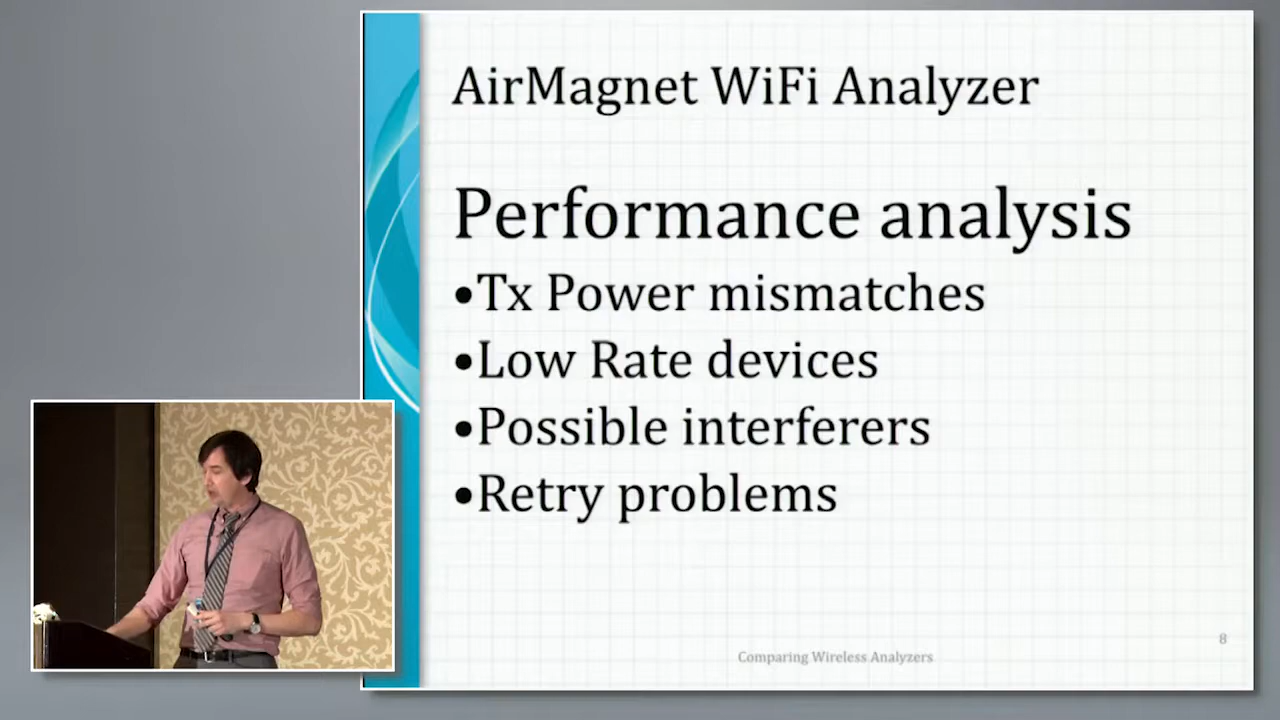 AirMagnet WiFi Analyzer
Performance analysis
•Tx Power mismatches
•Low Rate devices
•Possible interferers
•Retry problems
8
Comparing Wireless Analyzers